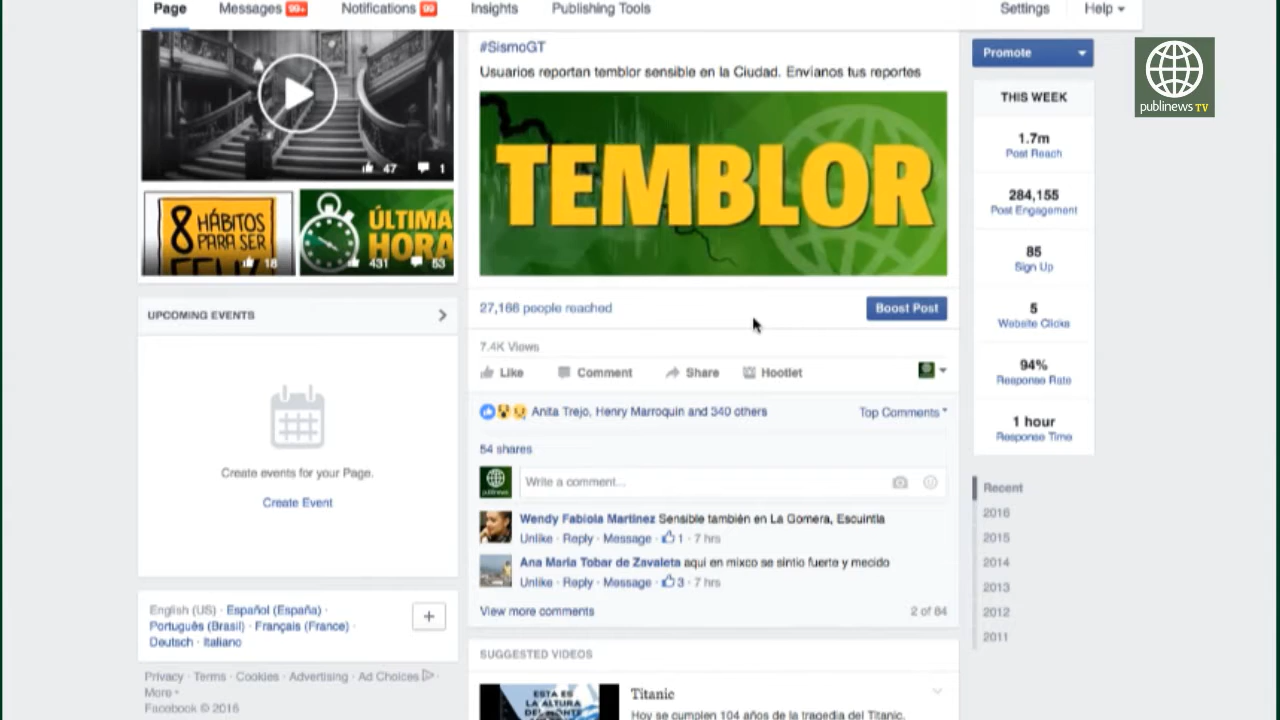 Page Messages 99+ Notifications 99 Insights Publishing Tools Settings Help
47 1
8 HÁBITOS
PARA SER
FELIZ
18
ÚLTIMA
HORA
431 53
UPCOMING EVENTS
Create events for your Page.
Create Event
English (US) · Español (España) ·
Português (Brasil) · Français (France) ·
Deutsch · Italiano
+
Privacy · Terms · Cookies · Advertising · Ad Choices ·
More
Facebook © 2016
#SismoGT
Usuarios reportan temblor sensible en la Ciudad. Envíanos tus reportes
TEMBLOR
27,166 people reached
Boost Post
7.4K Views
Like Comment Share Hootlet
Anita Trejo, Henry Marroquin and 340 others
Top Comments
54 shares
publinews
Write a comment...
Wendy Fabiola Martinez Sensible también en La Gomera, Escuintla
Unlike · Reply · Message · 1 · 7 hrs
Ana Maria Tobar de Zavaleta aquí en mixco se sintio fuerte y mecido
Unlike · Reply · Message · 3 · 7 hrs
View more comments
2 of 84
SUGGESTED VIDEOS
ESTA ES
LA ALTURA
DEL MONTE
Titanic
Hoy se cumplen 104 años de la tragedia del Titanic.
Promote
THIS WEEK
1.7m
Post Reach
284,155
Post Engagement
85
Sign Up
5
Website Clicks
94%
Response Rate
1 hour
Response Time
Recent
2016
2015
2014
2013
2012
2011
publinews TV